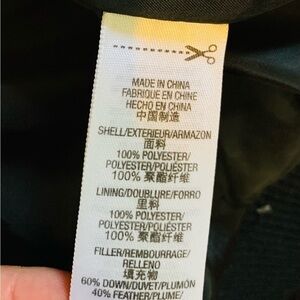 MADE IN CHINA
FABRIQUE EN CHINE
HECHO EN CHINA
中国制造
SHELL/EXTERIEUR/ARMAZON
面料
100% POLYESTER/
POLYESTER/POLIÉSTER
100% 聚酯纤维
LINING/DOUBLURE/FORRO
里料
100% POLYESTER/
POLYESTER/POLIÉSTER
100% 聚酯纤维
FILLER/REMBOURRAGE/
RELLENO
填充物
60% DOWN/DUVET/PLUMÓN
40% FEATHER/PLUME/